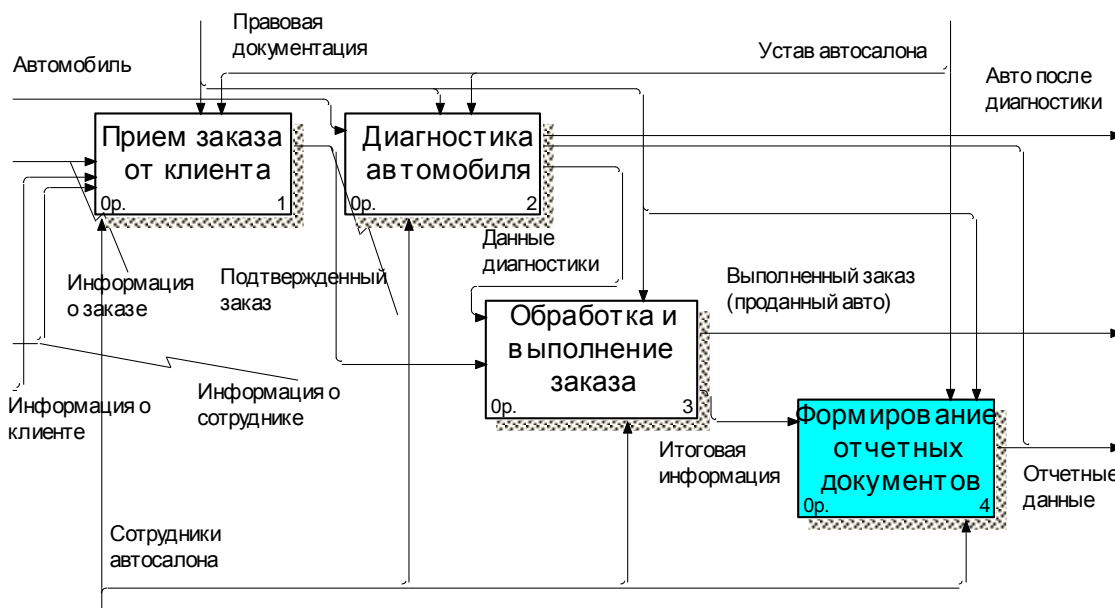 Правовая
документация
Устав автосалона
Автомобиль
Авто после
диагностики
Прием заказа
от клиента
0р.
1
Диагностика
автомобиля
0р.
2
Данные
диагностики
Информация
о заказе
Подтвержденный
заказ
Выполненный заказ
(проданный авто)
Обработка и
выполнение
заказа
0р.
3
Информация о
клиенте
Информация о
сотруднике
Формирование
отчетных
документов
0р.
4
Итоговая
информация
Отчетные
данные
Сотрудники
автосалона